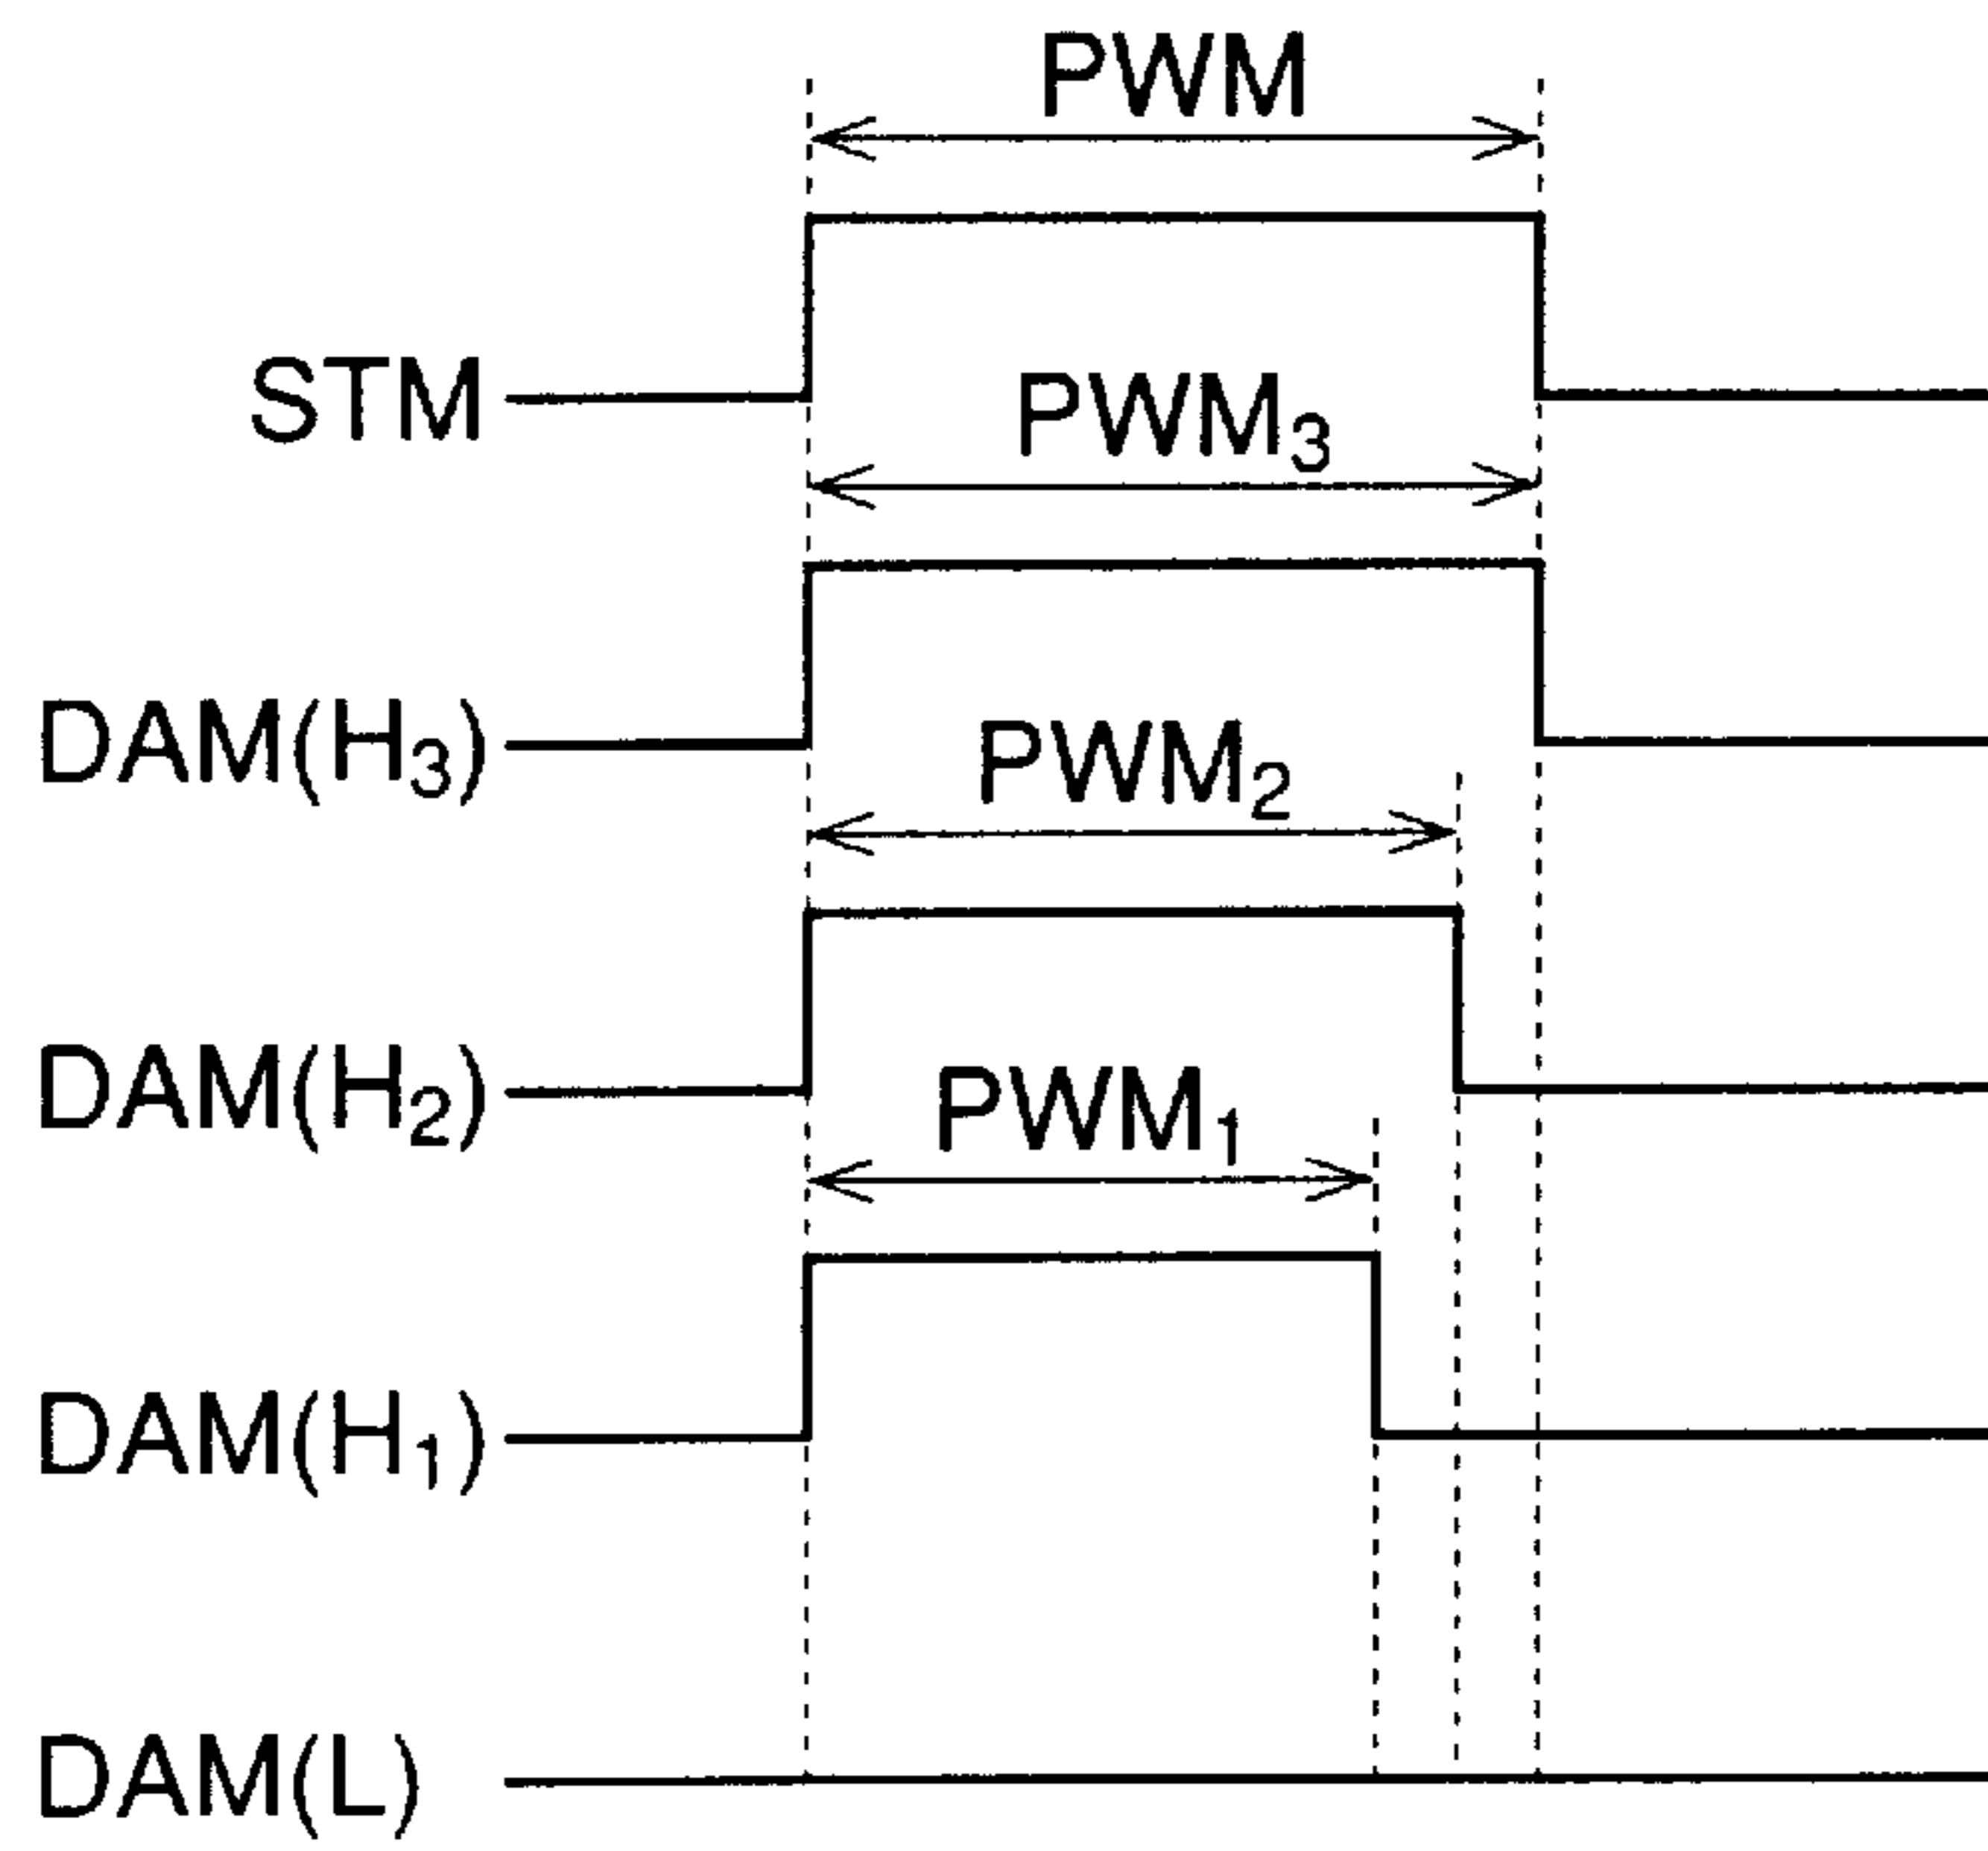 PWM
STM
PWM₃
DAM(H₃)
PWM₂
DAM(H₂)
PWM₁
DAM(H₁)
DAM(L)